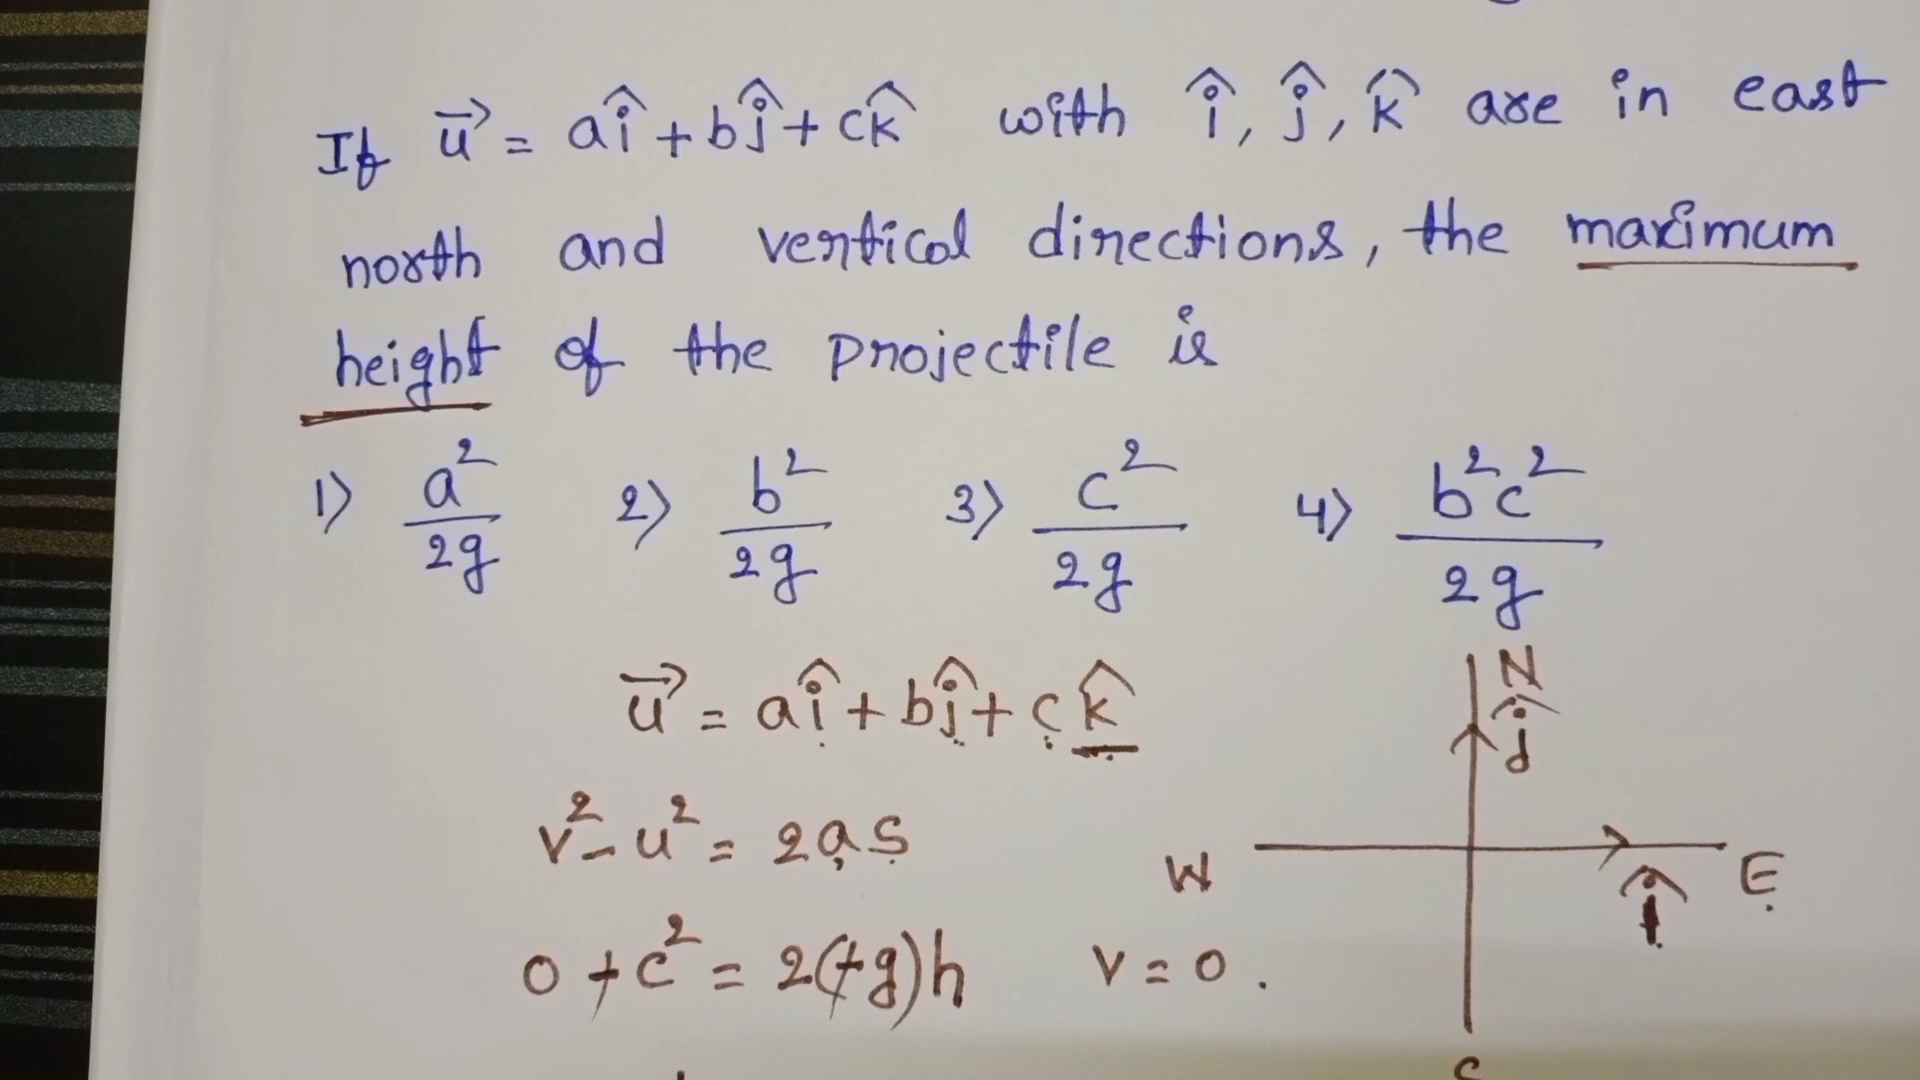 If u⃗ = aî + bĵ + ck̂ with î, ĵ, k̂ are in east
north and vertical directions, the maximum
height of the projectile is
1) a²/2g 2) b²/2g 3) c²/2g 4) b²c²/2g
u⃗ = aî + bĵ + ck̂
N
ĵ
v² - u² = 2as
W
E
î
0 + c² = 2(+g)h
v = 0 .
S